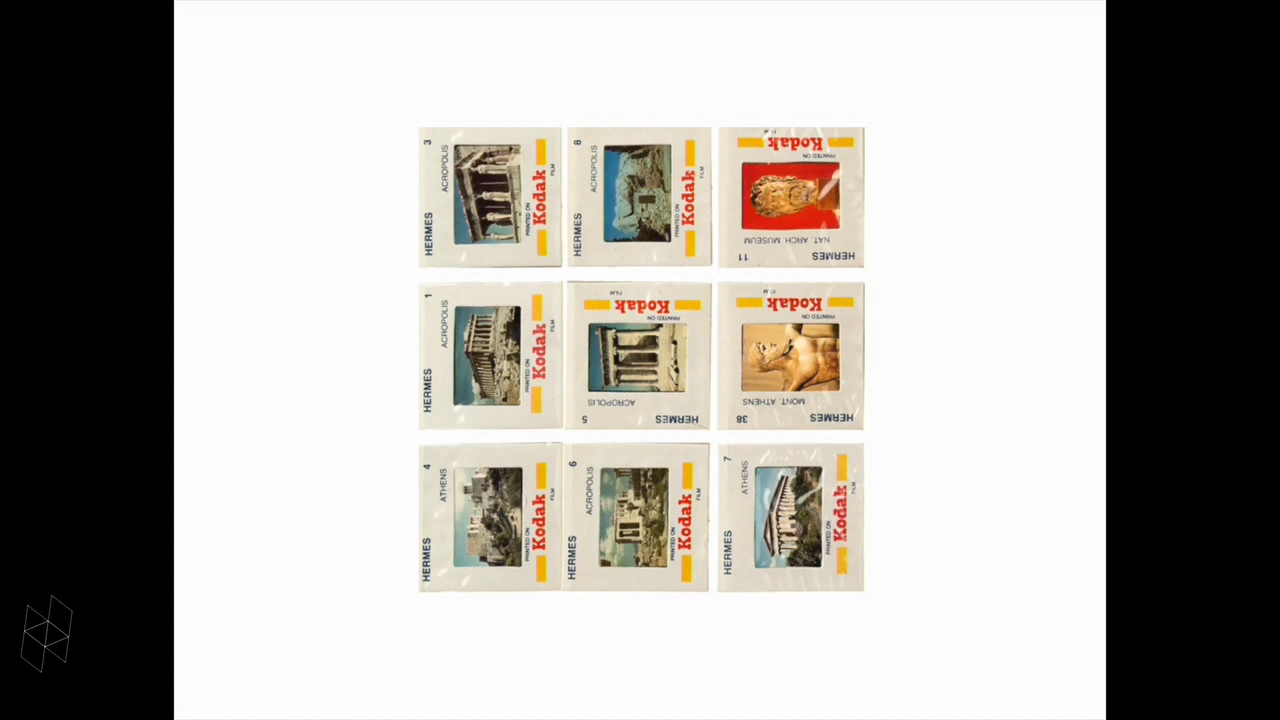 3
ACROPOLIS
HERMES
PRINTED ON
Kodak
FILM
8
ACROPOLIS
HERMES
PRINTED ON
Kodak
FILM
FILM
Kodak
PRINTED ON
NAT. ARCH. MUSEUM
HERMES 11
1
ACROPOLIS
HERMES
PRINTED ON
Kodak
FILM
FILM
Kodak
PRINTED ON
ACROPOLIS
HERMES 5
FILM
Kodak
PRINTED ON
MONT. ATHENS
HERMES 38
4
ATHENS
HERMES
PRINTED ON
Kodak
FILM
6
ACROPOLIS
HERMES
PRINTED ON
Kodak
FILM
7
ATHENS
HERMES
PRINTED ON
Kodak
FILM